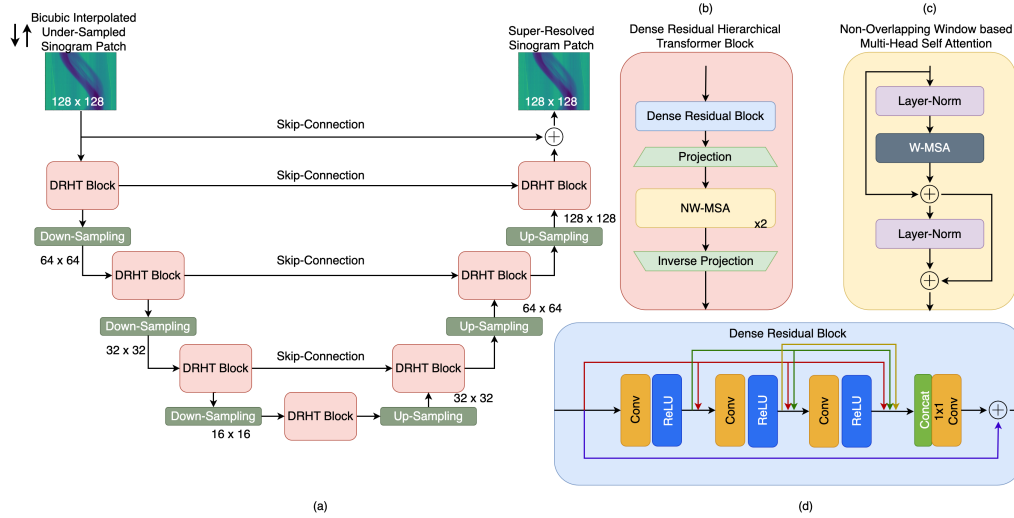 Bicubic Interpolated
Under-Sampled
Sinogram Patch
128 x 128
Super-Resolved
Sinogram Patch
128 x 128
Skip-Connection
DRHT Block
Skip-Connection
DRHT Block
Down-Sampling
64 x 64
128 x 128
Up-Sampling
DRHT Block
Skip-Connection
DRHT Block
Down-Sampling
32 x 32
64 x 64
Up-Sampling
DRHT Block
Skip-Connection
DRHT Block
Down-Sampling
16 x 16
DRHT Block
32 x 32
Up-Sampling
(a)
(b)
Dense Residual Hierarchical
Transformer Block
Dense Residual Block
Projection
NW-MSA
x2
Inverse Projection
(c)
Non-Overlapping Window based
Multi-Head Self Attention
Layer-Norm
W-MSA
Layer-Norm
Dense Residual Block
Conv
ReLU
Conv
ReLU
Conv
ReLU
Concat
1x1
Conv
(d)